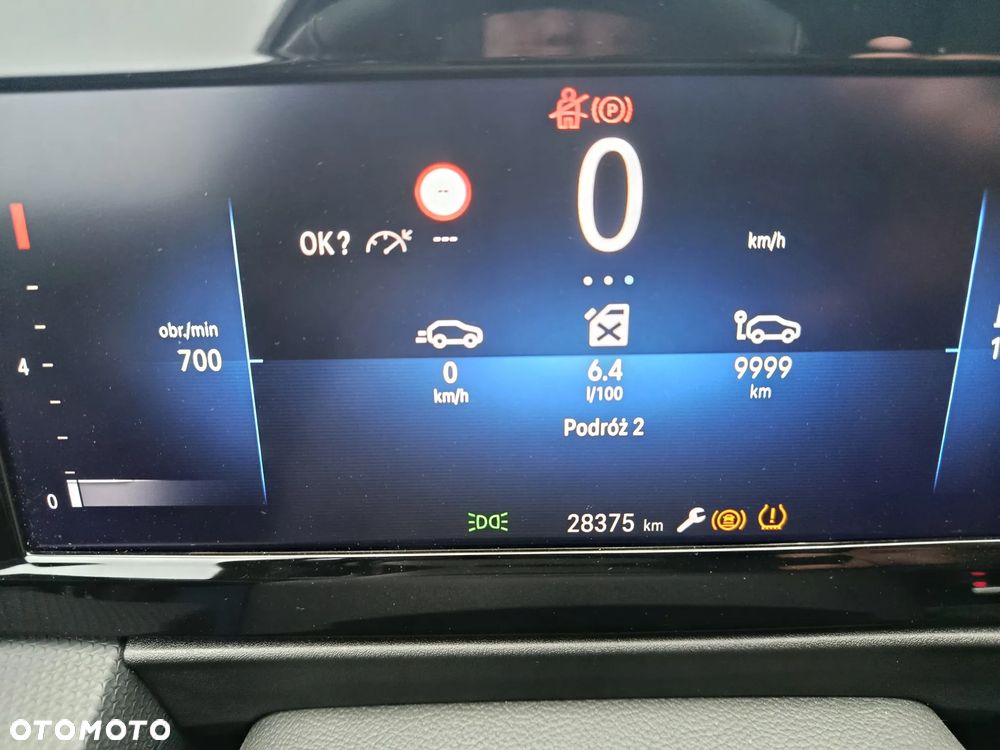 P
0
--
OK? ---
km/h
obr./min
700
4
0
0
km/h
6.4
l/100
9999
km
Podróż 2
28375 km
OTOMOTO